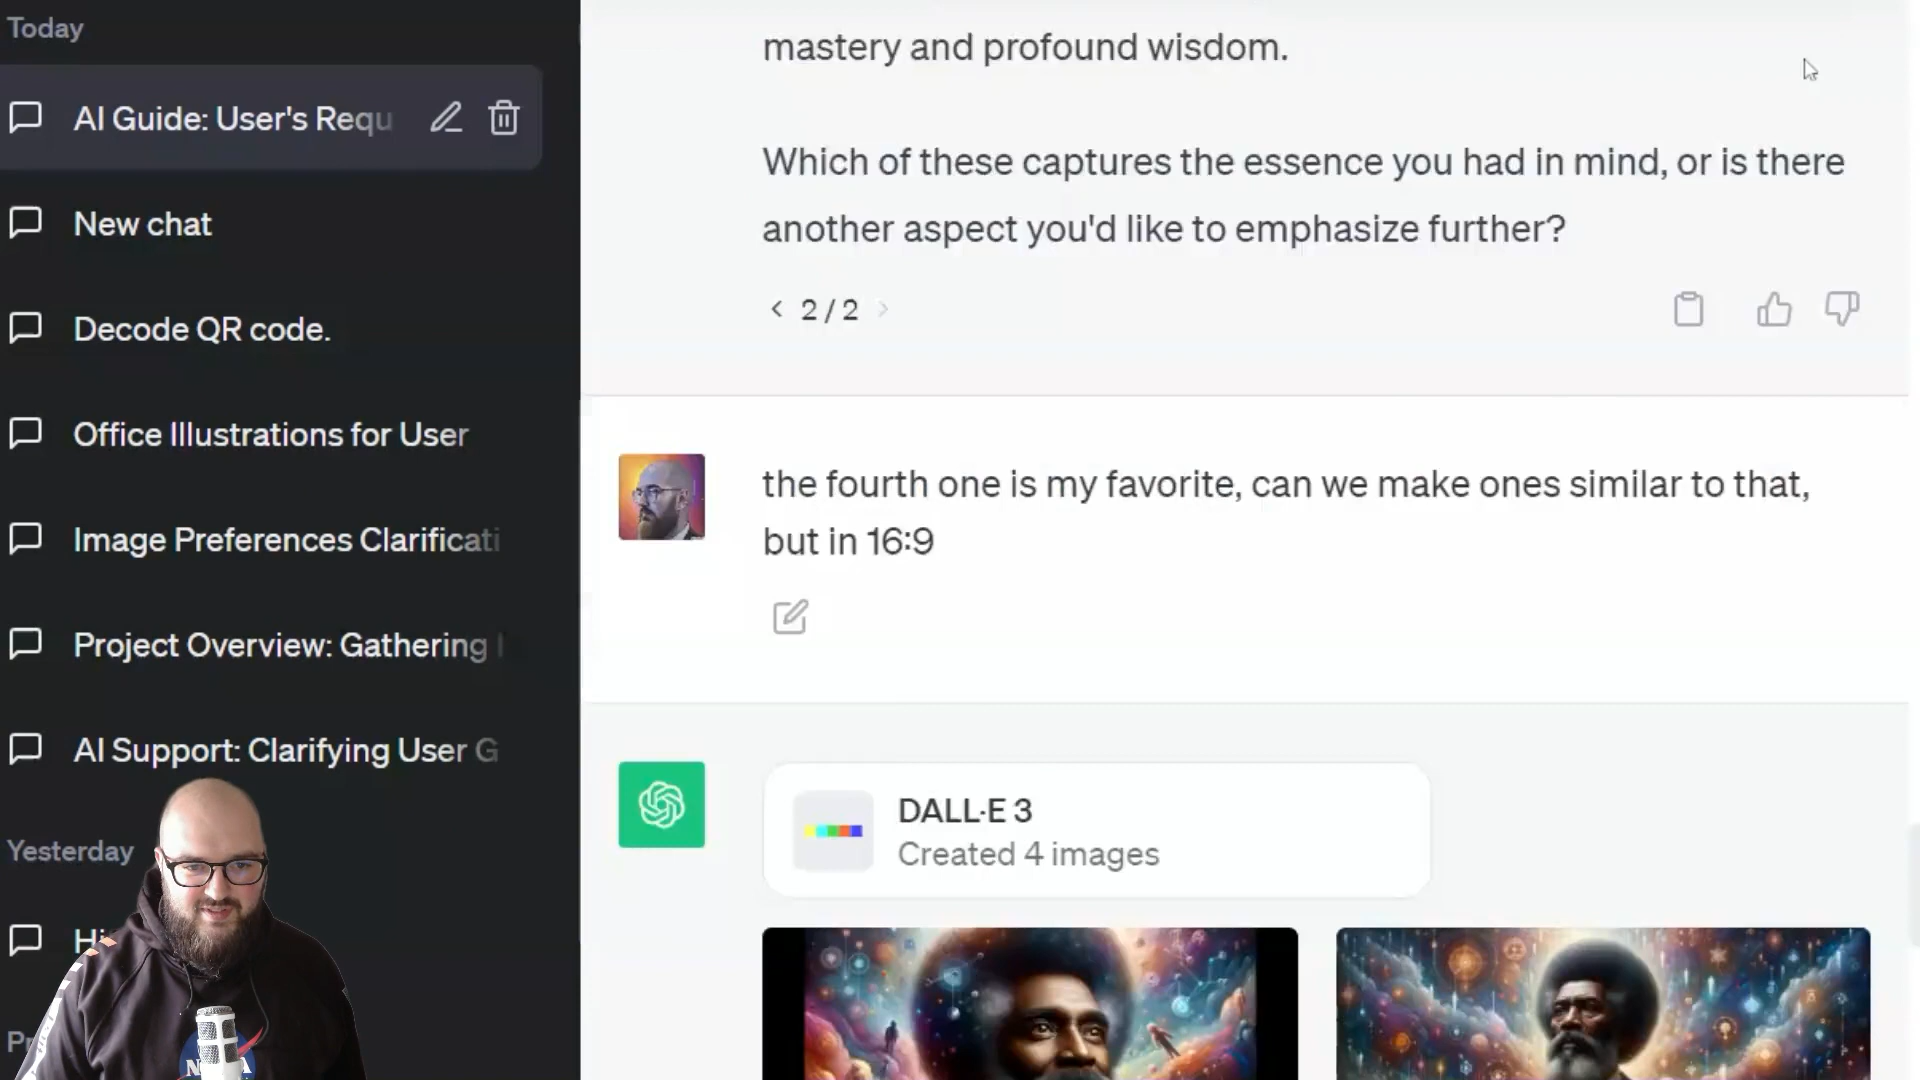 Today
AI Guide: User's Requ
New chat
Decode QR code.
Office Illustrations for User
Image Preferences Clarificati
Project Overview: Gathering
AI Support: Clarifying User G
Yesterday
mastery and profound wisdom.
Which of these captures the essence you had in mind, or is there
another aspect you'd like to emphasize further?
2 / 2
the fourth one is my favorite, can we make ones similar to that,
but in 16:9
DALL·E 3
Created 4 images